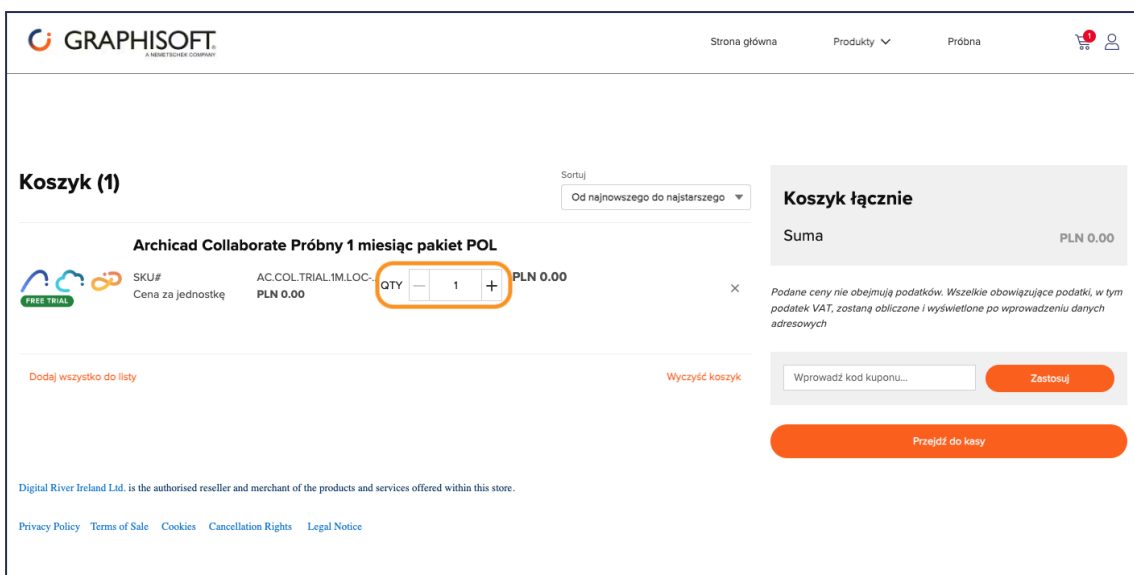 GRAPHISOFT.
A NEMETSCHEK COMPANY
Strona główna Produkty Próbna
1
Koszyk (1)
Sortuj
Od najnowszego do najstarszego
Archicad Collaborate Próbny 1 miesiąc pakiet POL
FREE TRIAL
SKU# AC.COL.TRIAL.1M.LOC-..
Cena za jednostkę PLN 0.00
QTY — 1 + PLN 0.00 ×
Dodaj wszystko do listy Wyczyść koszyk
Koszyk łącznie
Suma PLN 0.00
Podane ceny nie obejmują podatków. Wszelkie obowiązujące podatki, w tym
podatek VAT, zostaną obliczone i wyświetlone po wprowadzeniu danych
adresowych
Wprowadź kod kuponu... Zastosuj
Przejdź do kasy
Digital River Ireland Ltd. is the authorised reseller and merchant of the products and services offered within this store.
Privacy Policy Terms of Sale Cookies Cancellation Rights Legal Notice